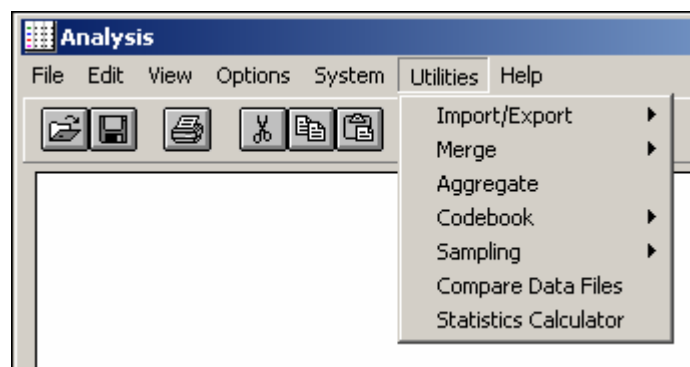 Analysis
File Edit View Options System Utilities Help
Import/Export
Merge
Aggregate
Codebook
Sampling
Compare Data Files
Statistics Calculator